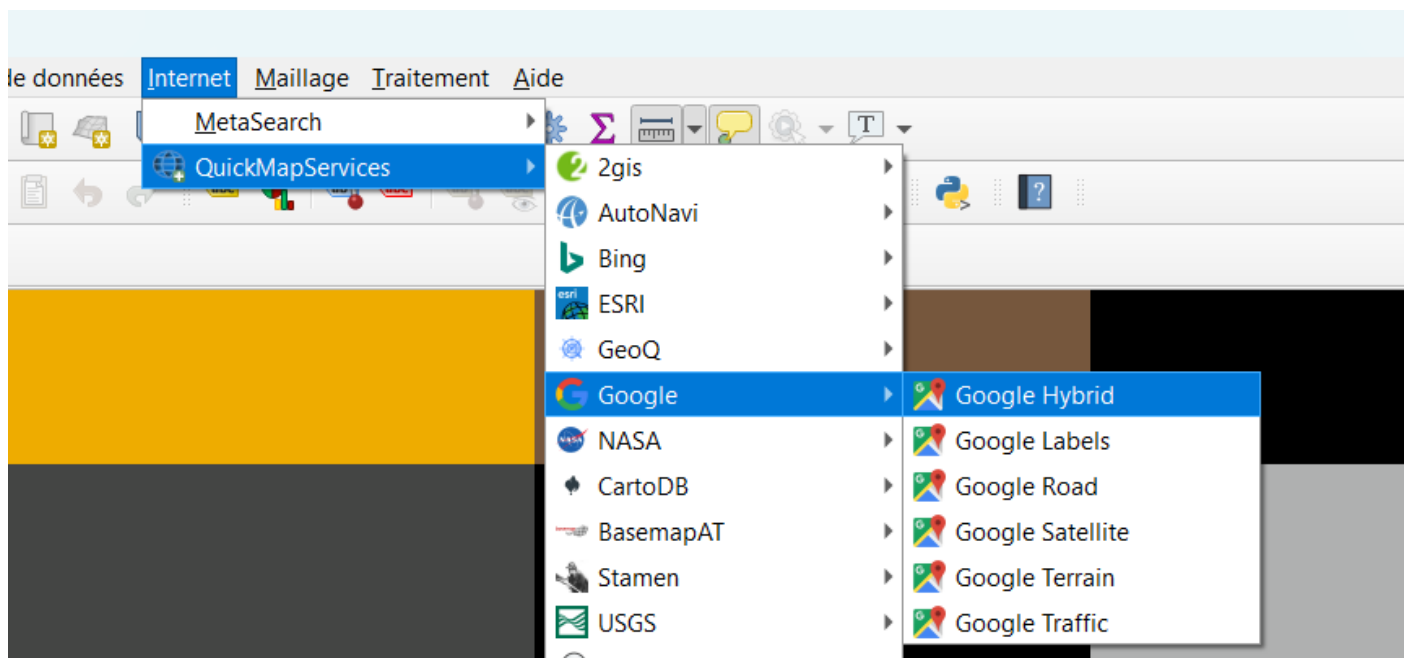 de données Internet Maillage Traitement Aide
MetaSearch
QuickMapServices
2gis
AutoNavi
Bing
ESRI
GeoQ
Google
NASA
CartoDB
BasemapAT
Stamen
USGS
Google Hybrid
Google Labels
Google Road
Google Satellite
Google Terrain
Google Traffic